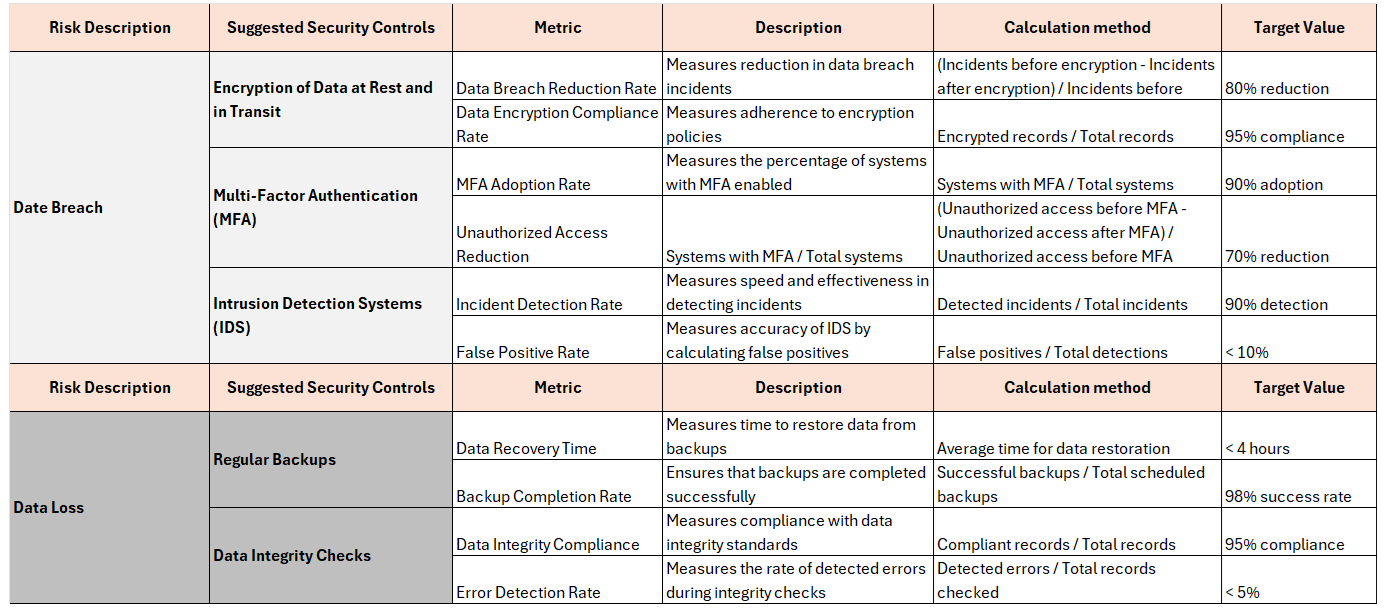 Risk Description Suggested Security Controls Metric Description Calculation method Target Value
Date Breach
Encryption of Data at Rest and
in Transit
Data Breach Reduction Rate
Measures reduction in data breach
incidents
(Incidents before encryption - Incidents
after encryption) / Incidents before
80% reduction
Data Encryption Compliance
Rate
Measures adherence to encryption
policies
Encrypted records / Total records
95% compliance
Multi-Factor Authentication
(MFA)
MFA Adoption Rate
Measures the percentage of systems
with MFA enabled
Systems with MFA / Total systems
90% adoption
Unauthorized Access
Reduction
Systems with MFA / Total systems
(Unauthorized access before MFA -
Unauthorized access after MFA) /
Unauthorized access before MFA
70% reduction
Intrusion Detection Systems
(IDS)
Incident Detection Rate
Measures speed and effectiveness in
detecting incidents
Detected incidents / Total incidents
90% detection
False Positive Rate
Measures accuracy of IDS by
calculating false positives
False positives / Total detections
< 10%
Risk Description Suggested Security Controls Metric Description Calculation method Target Value
Data Loss
Regular Backups
Data Recovery Time
Measures time to restore data from
backups
Average time for data restoration
< 4 hours
Backup Completion Rate
Ensures that backups are completed
successfully
Successful backups / Total scheduled
backups
98% success rate
Data Integrity Checks
Data Integrity Compliance
Measures compliance with data
integrity standards
Compliant records / Total records
95% compliance
Error Detection Rate
Measures the rate of detected errors
during integrity checks
Detected errors / Total records
checked
< 5%